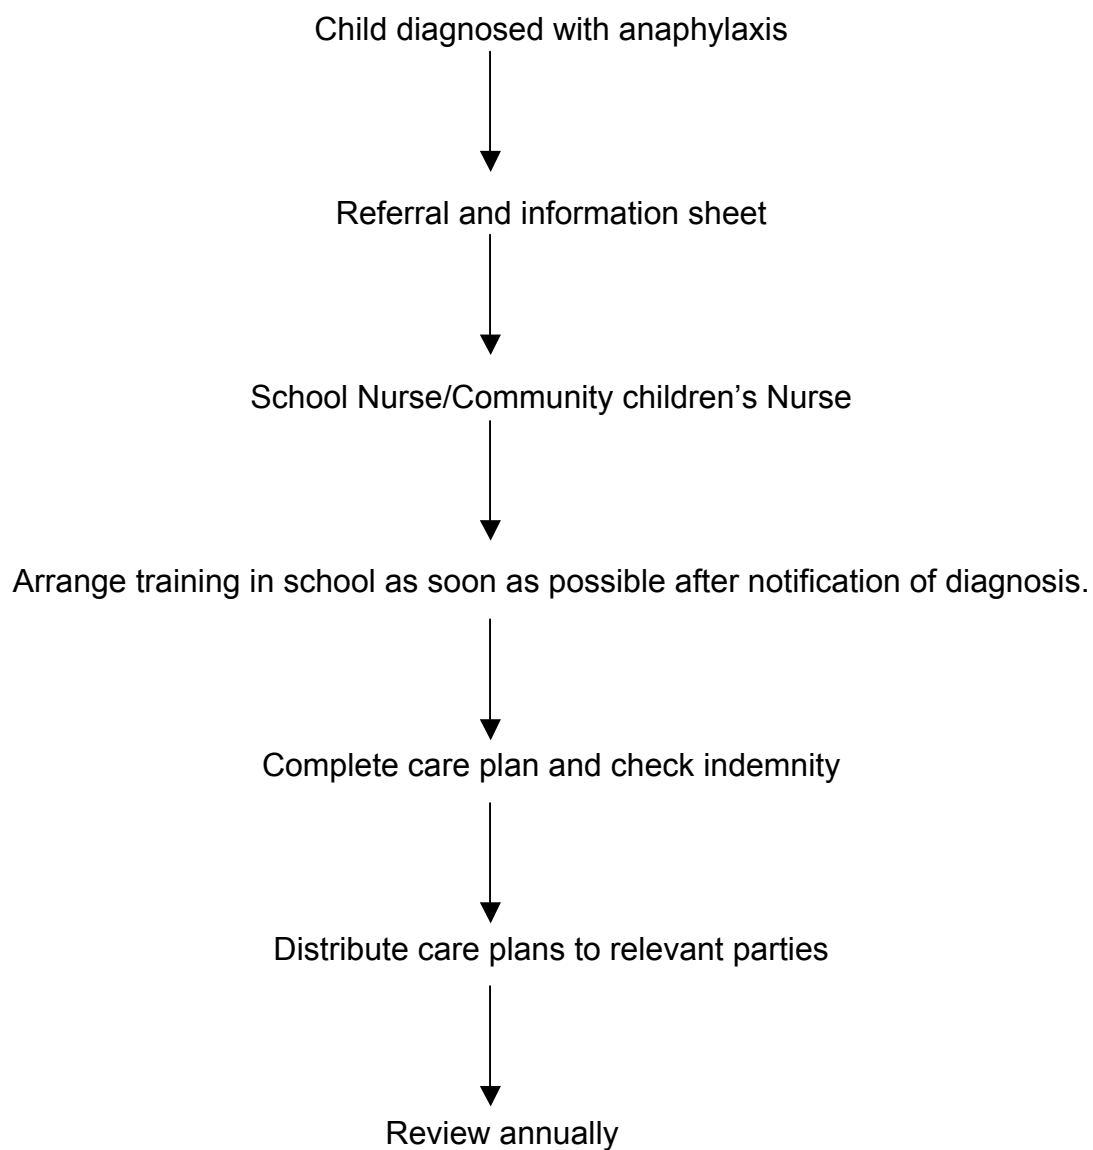 Child diagnosed with anaphylaxis
Referral and information sheet
School Nurse/Community children’s Nurse
Arrange training in school as soon as possible after notification of diagnosis.
Complete care plan and check indemnity
Distribute care plans to relevant parties
Review annually